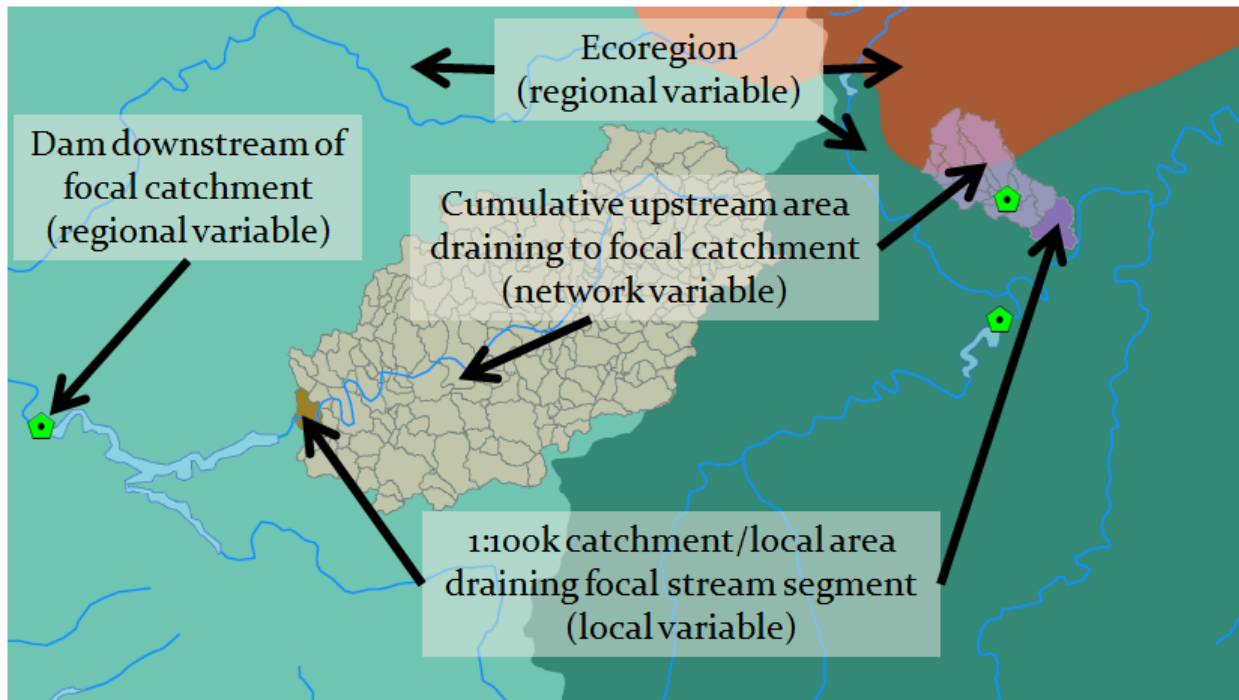 Ecoregion
(regional variable)
Dam downstream of
focal catchment
(regional variable)
Cumulative upstream area
draining to focal catchment
(network variable)
1:100k catchment/local area
draining focal stream segment
(local variable)